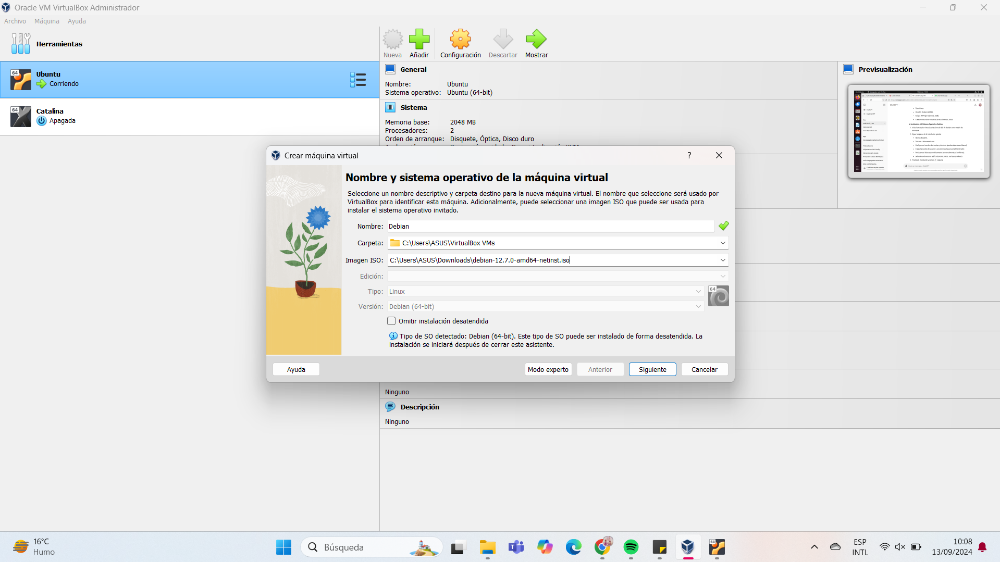 Oracle VM VirtualBox Administrador
Archivo Máquina Ayuda
Herramientas
Nueva Añadir Configuración Descartar Mostrar
64 Ubuntu
Corriendo
64 Catalina
Apagada
General
Nombre: Ubuntu
Sistema operativo: Ubuntu (64-bit)
Sistema
Memoria base: 2048 MB
Procesadores: 2
Orden de arranque: Disquete, Óptica, Disco duro
Previsualización
Crear máquina virtual ?
Nombre y sistema operativo de la máquina virtual
Seleccione un nombre descriptivo y carpeta destino para la nueva máquina virtual. El nombre que seleccione será usado por
VirtualBox para identificar esta máquina. Adicionalmente, puede seleccionar una imagen ISO que puede ser usada para
instalar el sistema operativo invitado.
Nombre: Debian
Carpeta: C:\Users\ASUS\VirtualBox VMs
Imagen ISO: C:\Users\ASUS\Downloads\debian-12.7.0-amd64-netinst.iso
Edición:
Tipo: Linux
64
Versión: Debian (64-bit)
Omitir instalación desatendida
Tipo de SO detectado: Debian (64-bit). Este tipo de SO puede ser instalado de forma desatendida. La
instalación se iniciará después de cerrar este asistente.
Ayuda Modo experto Anterior Siguiente Cancelar
Ninguno
Descripción
Ninguno
16°C
Humo
Búsqueda
64
ESP
INTL
10:08
13/09/2024